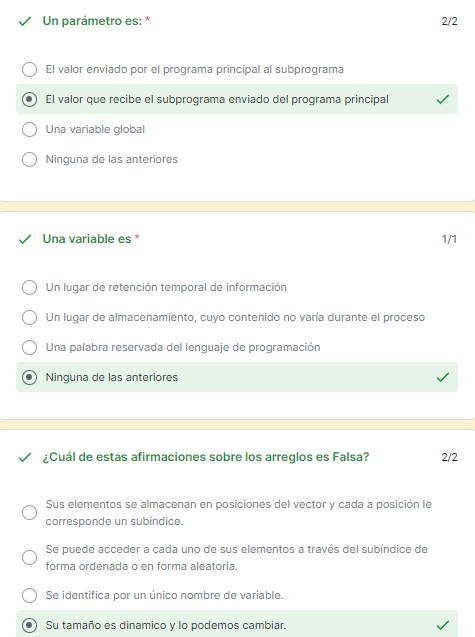 Un parámetro es: *
2/2
El valor enviado por el programa principal al subprograma
El valor que recibe el subprograma enviado del programa principal
Una variable global
Ninguna de las anteriores
Una variable es *
1/1
Un lugar de retención temporal de información
Un lugar de almacenamiento, cuyo contenido no varía durante el proceso
Una palabra reservada del lenguaje de programación
Ninguna de las anteriores
¿Cuál de estas afirmaciones sobre los arreglos es Falsa?
2/2
Sus elementos se almacenan en posiciones del vector y cada a posición le
corresponde un subíndice.
Se puede acceder a cada uno de sus elementos a través del subíndice de
forma ordenada o en forma aleatoria.
Se identifica por un único nombre de variable.
Su tamaño es dinamico y lo podemos cambiar.